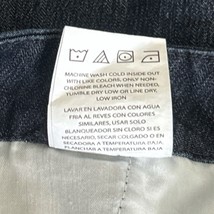 MACHINE WASH COLD INSIDE OUT
WITH LIKE COLORS, ONLY NON-
CHLORINE BLEACH WHEN NEEDED,
TUMBLE DRY LOW OR LINE DRY,
LOW IRON
LAVAR EN LAVADORA CON AGUA
FRIA AL REVES CON COLORES
SIMILARES, USAR SOLO
BLANQUEADOR SIN CLORO SI ES
NECESARIO, SECAR COLGADO O EN
SECADORA A TEMPERATURA BAJA,
PLANCHAR A TEMPERATURA BAJA